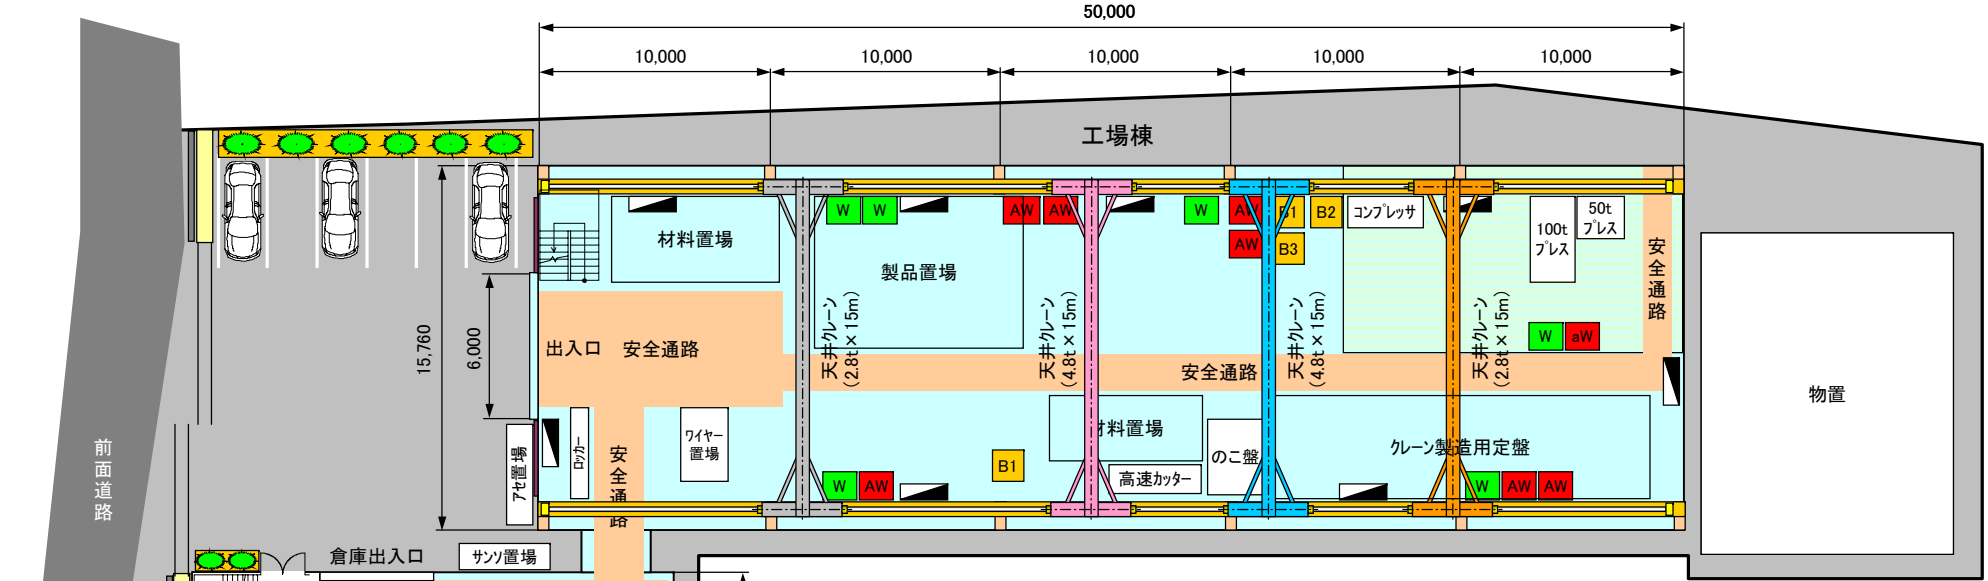 50,000
10,000
10,000
10,000
10,000
10,000
工場棟
W
W
AW
AW
W
AW
B1
B2
コンプレッサ
50t
プレス
100t
プレス
材料置場
AW
B3
安全通路
製品置場
天井クレーン
(2.8t×15m)
天井クレーン
(4.8t×15m)
天井クレーン
(4.8t×15m)
天井クレーン
(2.8t×15m)
15,760
6,000
出入口
安全通路
W
aW
安全通路
物置
前面道路
アセ置場
ロッカー
安全通路
ワイヤー
置場
材料置場
のこ盤
クレーン製造用定盤
B1
高速カッター
W
AW
W
AW
AW
倉庫出入口
サンソ置場